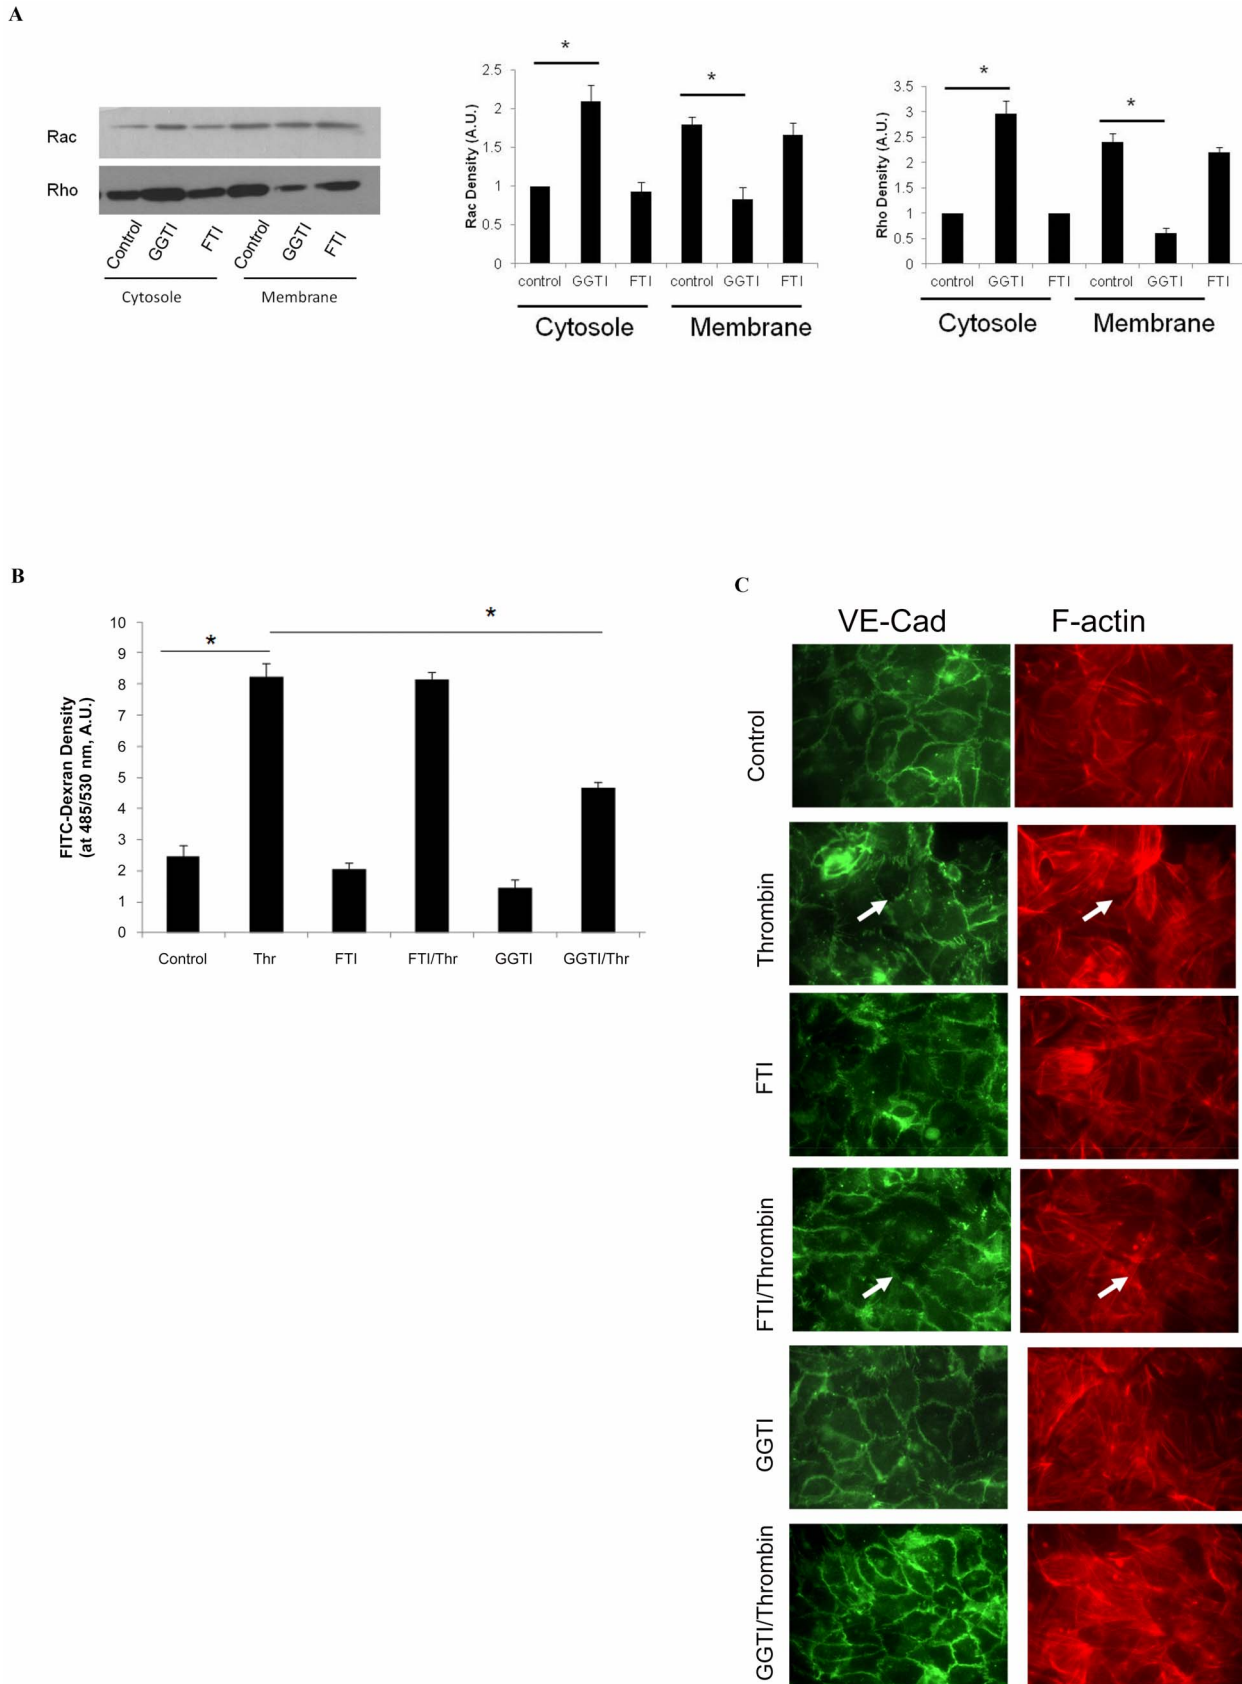 A
Rac
Rho
Control
GGTI
FTI
Control
GGTI
FTI
Cytosole
Membrane
*
*
Rac Density (A.U.)
2.5
2
1.5
1
0.5
0
control
GGTI
FTI
control
GGTI
FTI
Cytosole
Membrane
*
*
Rho Density (A.U.)
3.5
3
2.5
2
1.5
1
0.5
0
control
GGTI
FTI
control
GGTI
FTI
Cytosole
Membrane
B
*
*
FITC-Dexran Density
(at 485/530 nm, A.U.)
10
9
8
7
6
5
4
3
2
1
0
Control
Thr
FTI
FTI/Thr
GGTI
GGTI/Thr
C
VE-Cad
F-actin
Control
Thrombin
FTI
FTI/Thrombin
GGTI
GGTI/Thrombin